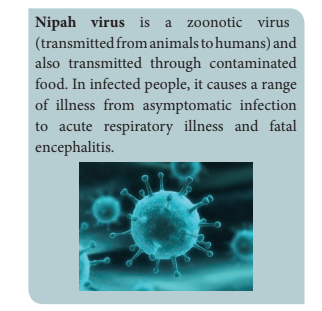 Nipah virus is a zoonotic virus
(transmitted from animals to humans) and
also transmitted through contaminated
food. In infected people, it causes a range
of illness from asymptomatic infection
to acute respiratory illness and fatal
encephalitis.